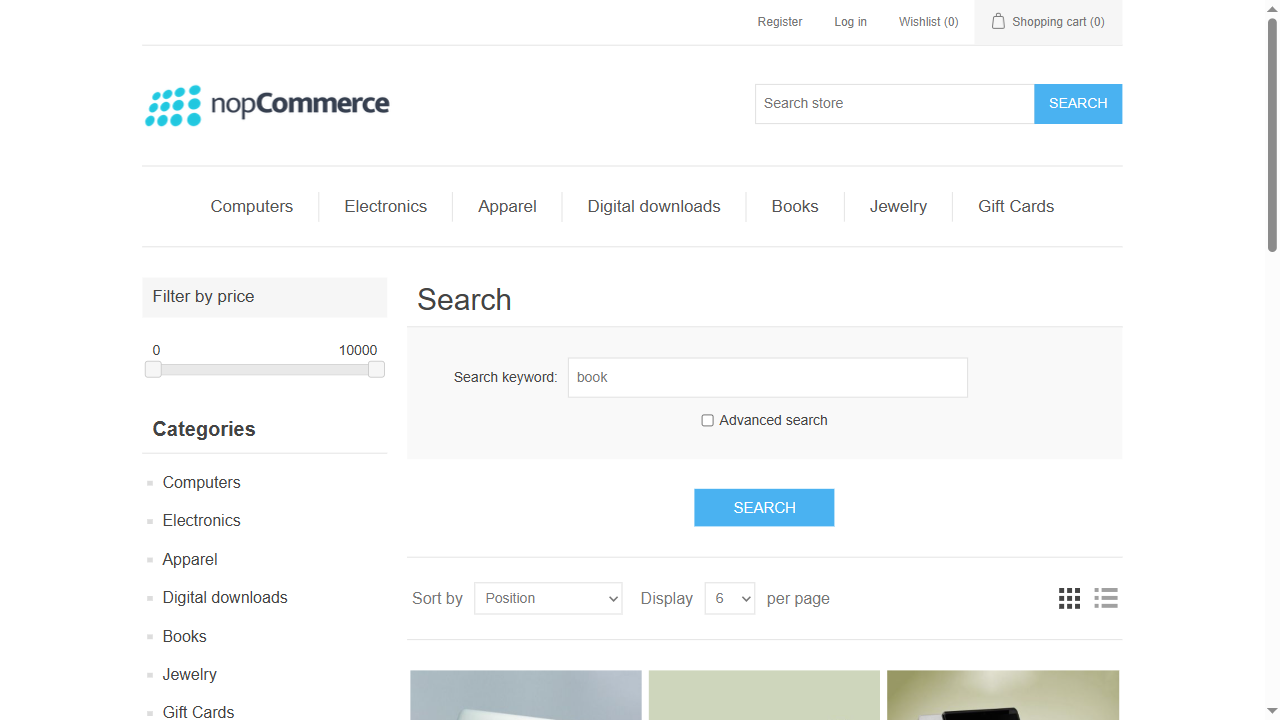 Register Log in Wishlist (0) Shopping cart (0)
nopCommerce
Search store SEARCH
Computers Electronics Apparel Digital downloads Books Jewelry Gift Cards
Filter by price
0 10000
Categories
Computers
Electronics
Apparel
Digital downloads
Books
Jewelry
Gift Cards
Search
Search keyword: book
Advanced search
SEARCH
Sort by Position Display 6 per page